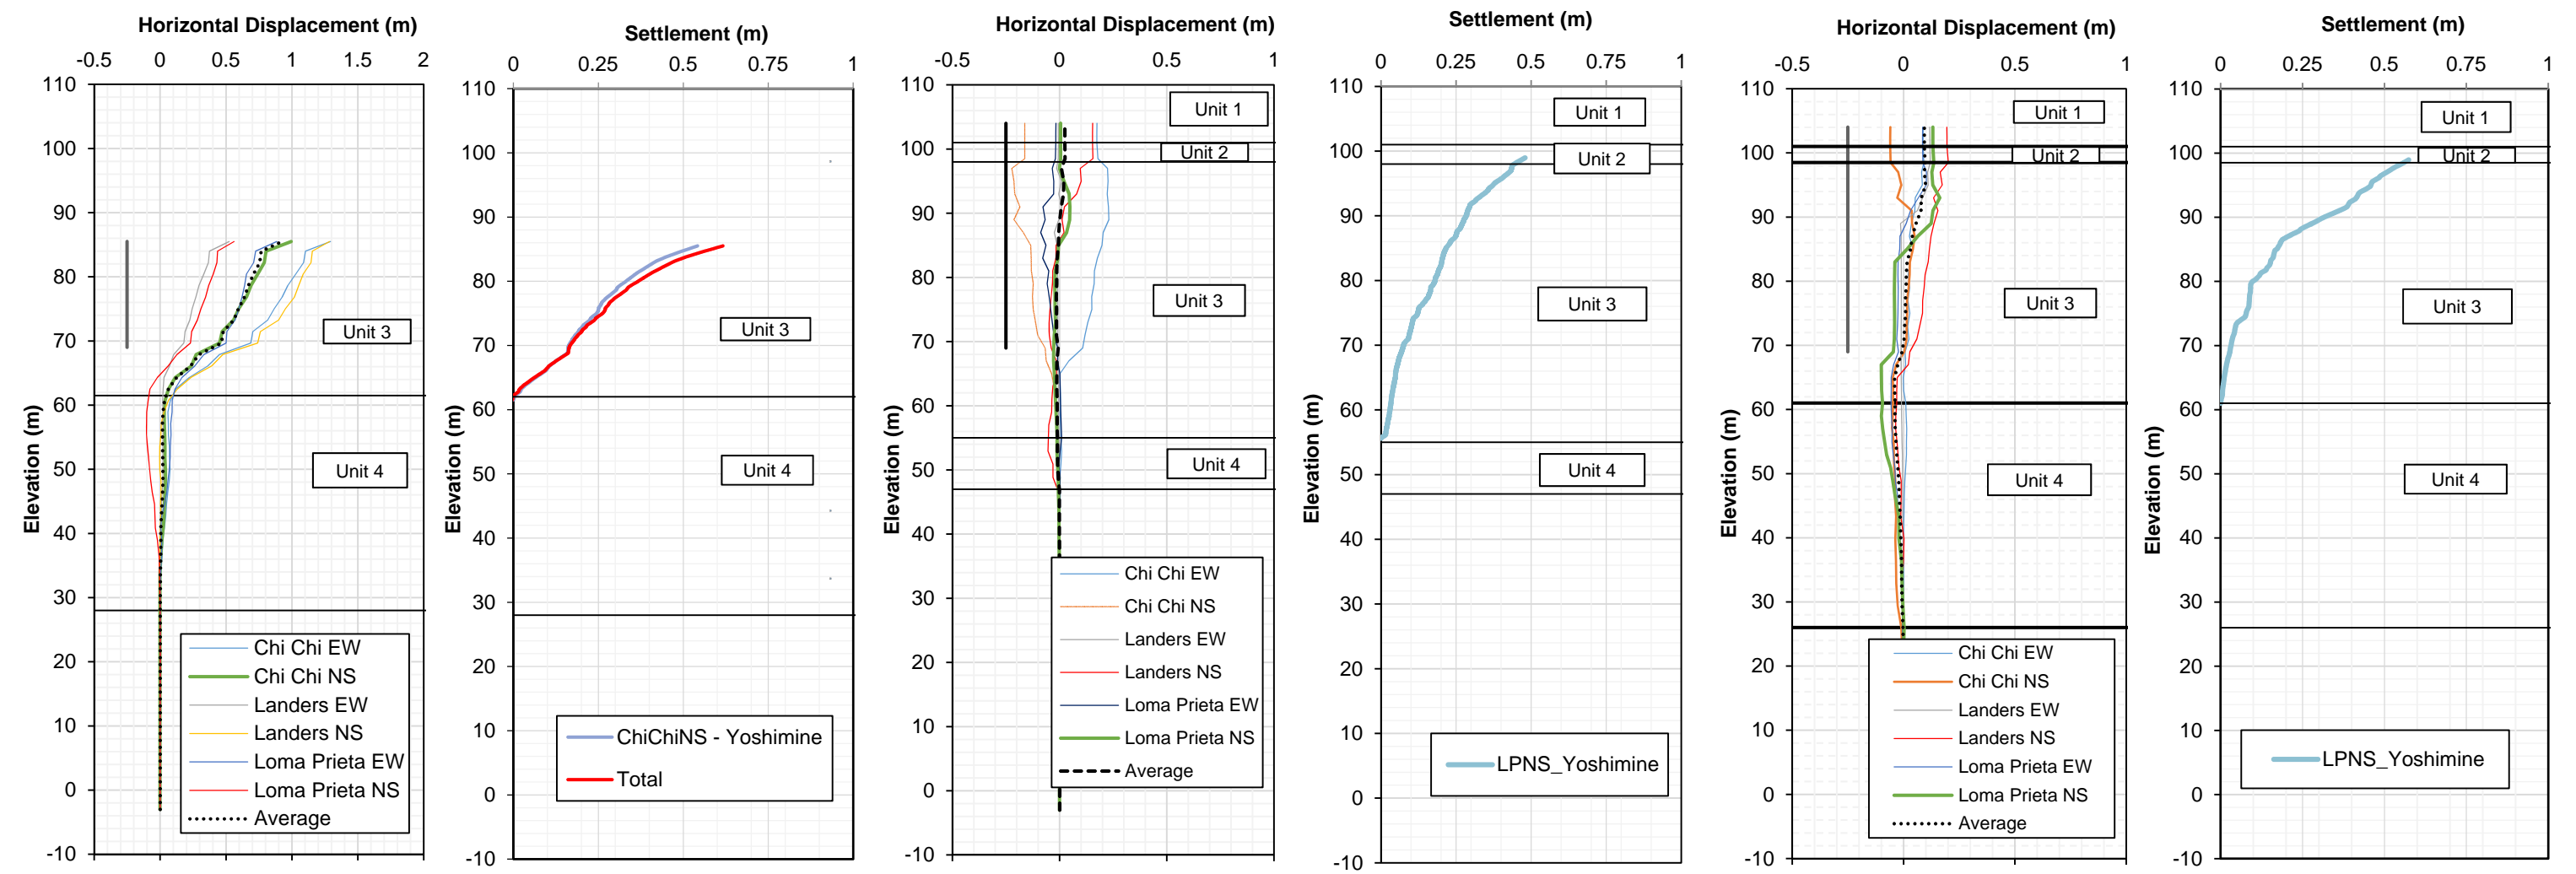 Horizontal Displacement (m)
-0.5 0 0.5 1 1.5 2
110
100
90
80
70
60
50
40
30
20
10
0
-10
Elevation (m)
Unit 3
Unit 4
Chi Chi EW
Chi Chi NS
Landers EW
Landers NS
Loma Prieta EW
Loma Prieta NS
Average
Settlement (m)
0 0.25 0.5 0.75 1
110
100
90
80
70
60
50
40
30
20
10
0
-10
Elevation (m)
Unit 3
Unit 4
ChiChiNS - Yoshimine
Total
Horizontal Displacement (m)
-0.5 0 0.5 1
110
100
90
80
70
60
50
40
30
20
10
0
-10
Elevation (m)
Unit 1
Unit 2
Unit 3
Unit 4
Chi Chi EW
Chi Chi NS
Landers EW
Landers NS
Loma Prieta EW
Loma Prieta NS
Average
Settlement (m)
0 0.25 0.5 0.75 1
110
100
90
80
70
60
50
40
30
20
10
0
-10
Elevation (m)
Unit 1
Unit 2
Unit 3
Unit 4
LPNS_Yoshimine
Horizontal Displacement (m)
-0.5 0 0.5 1
110
100
90
80
70
60
50
40
30
20
10
0
-10
Elevation (m)
Unit 1
Unit 2
Unit 3
Unit 4
Chi Chi EW
Chi Chi NS
Landers EW
Landers NS
Loma Prieta EW
Loma Prieta NS
Average
Settlement (m)
0 0.25 0.5 0.75 1
110
100
90
80
70
60
50
40
30
20
10
0
-10
Elevation (m)
Unit 1
Unit 2
Unit 3
Unit 4
LPNS_Yoshimine